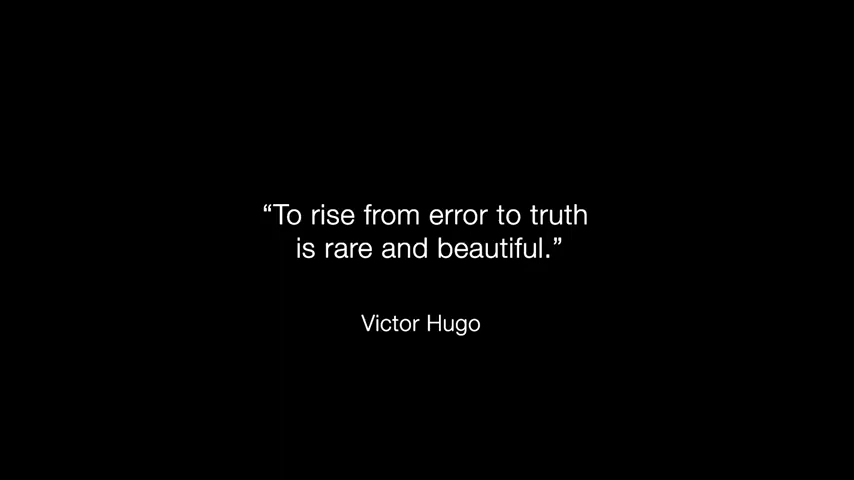 “To rise from error to truth
is rare and beautiful.”
Victor Hugo